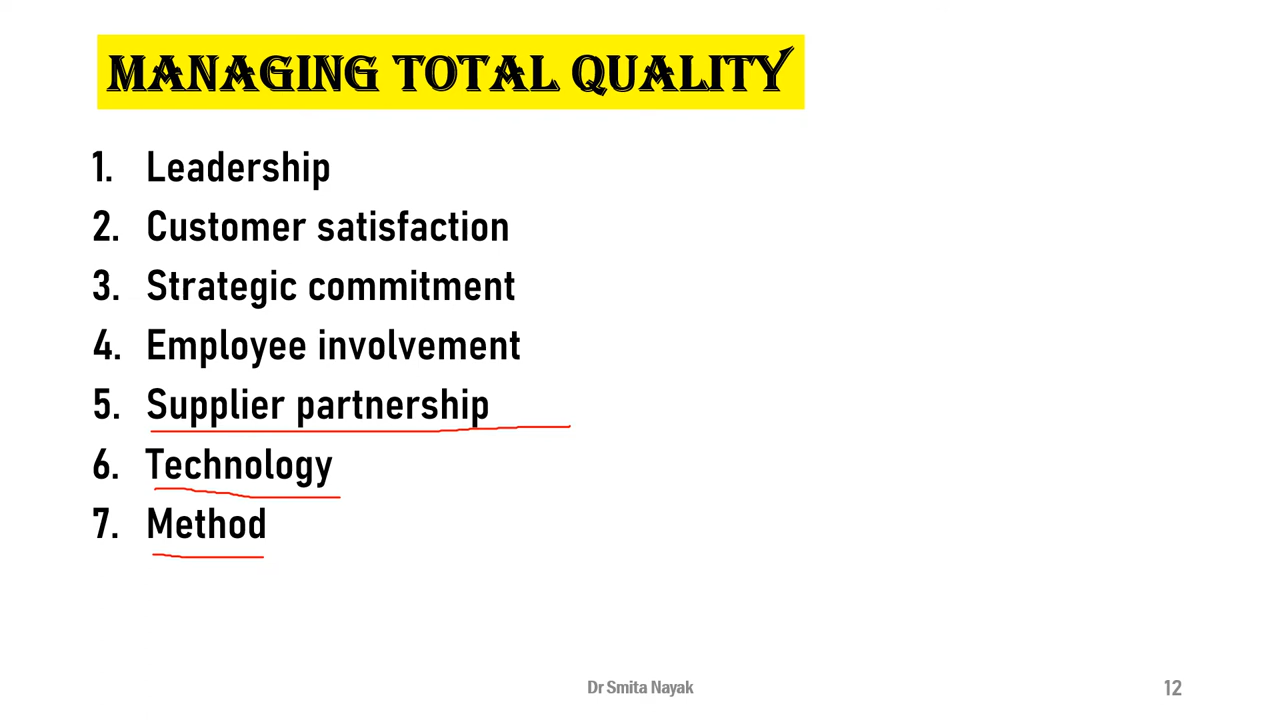 MANAGING TOTAL QUALITY
1. Leadership
2. Customer satisfaction
3. Strategic commitment
4. Employee involvement
5. Supplier partnership
6. Technology
7. Method
Dr Smita Nayak
12